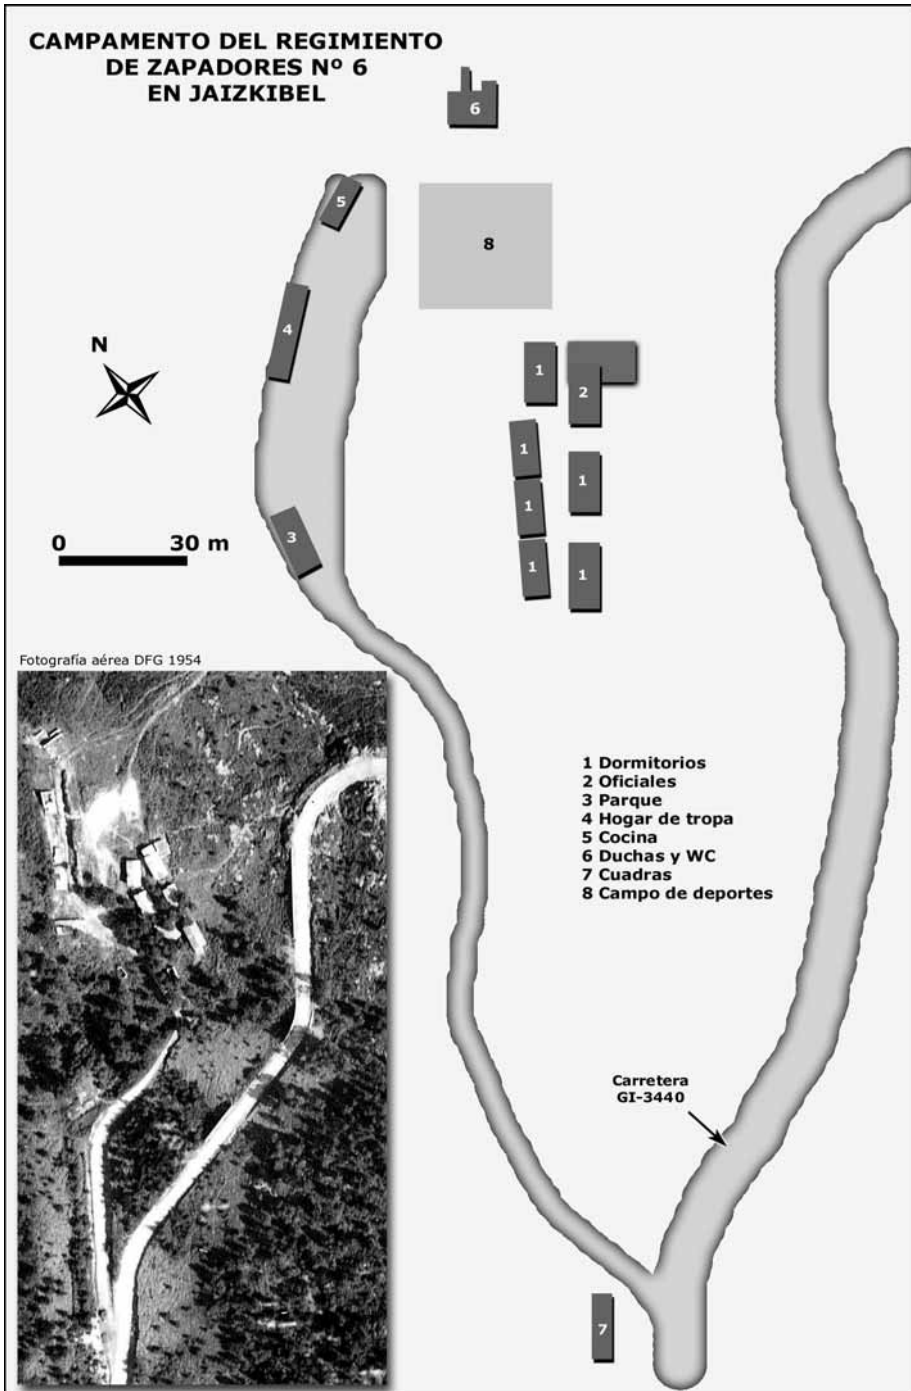 CAMPAMENTO DEL REGIMIENTO
DE ZAPADORES Nº 6
EN JAIZKIBEL
6
5
8
4
N
1
2
1
1
1
3
1
1
0 30 m
Fotografía aérea DFG 1954
1 Dormitorios
2 Oficiales
3 Parque
4 Hogar de tropa
5 Cocina
6 Duchas y WC
7 Cuadras
8 Campo de deportes
Carretera
GI-3440
7